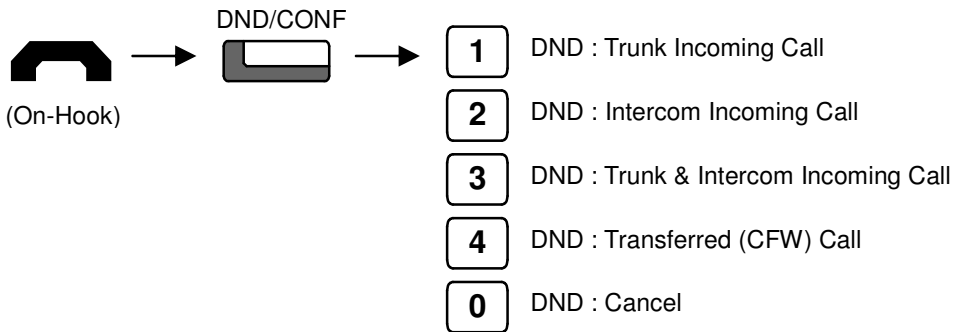 DND/CONF
(On-Hook)
1 DND : Trunk Incoming Call
2 DND : Intercom Incoming Call
3 DND : Trunk & Intercom Incoming Call
4 DND : Transferred (CFW) Call
0 DND : Cancel